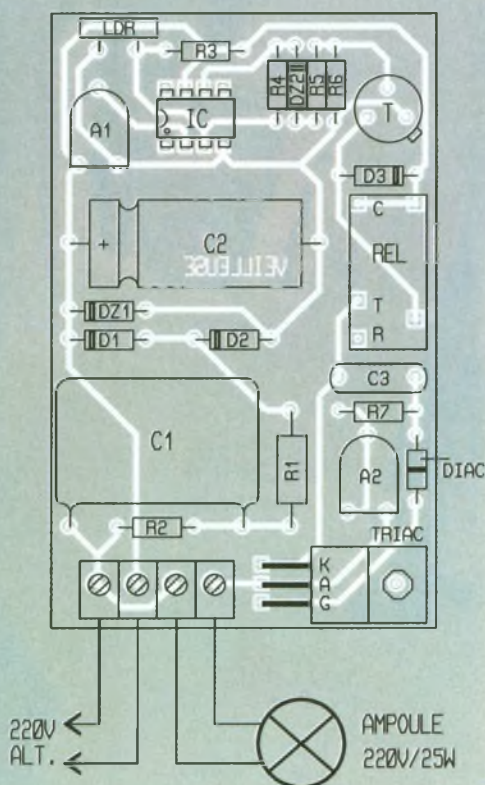 LDR
R3
R4
DZ2
R5
R6
T
A1
IC
D3
C
REL
+
C2
VEILLEUSE
T
R
DZ1
D1
D2
C3
R7
C1
R1
A2
DIAC
R2
TRIAC
K
A
G
220V
ALT.
AMPOULE
220V/25W